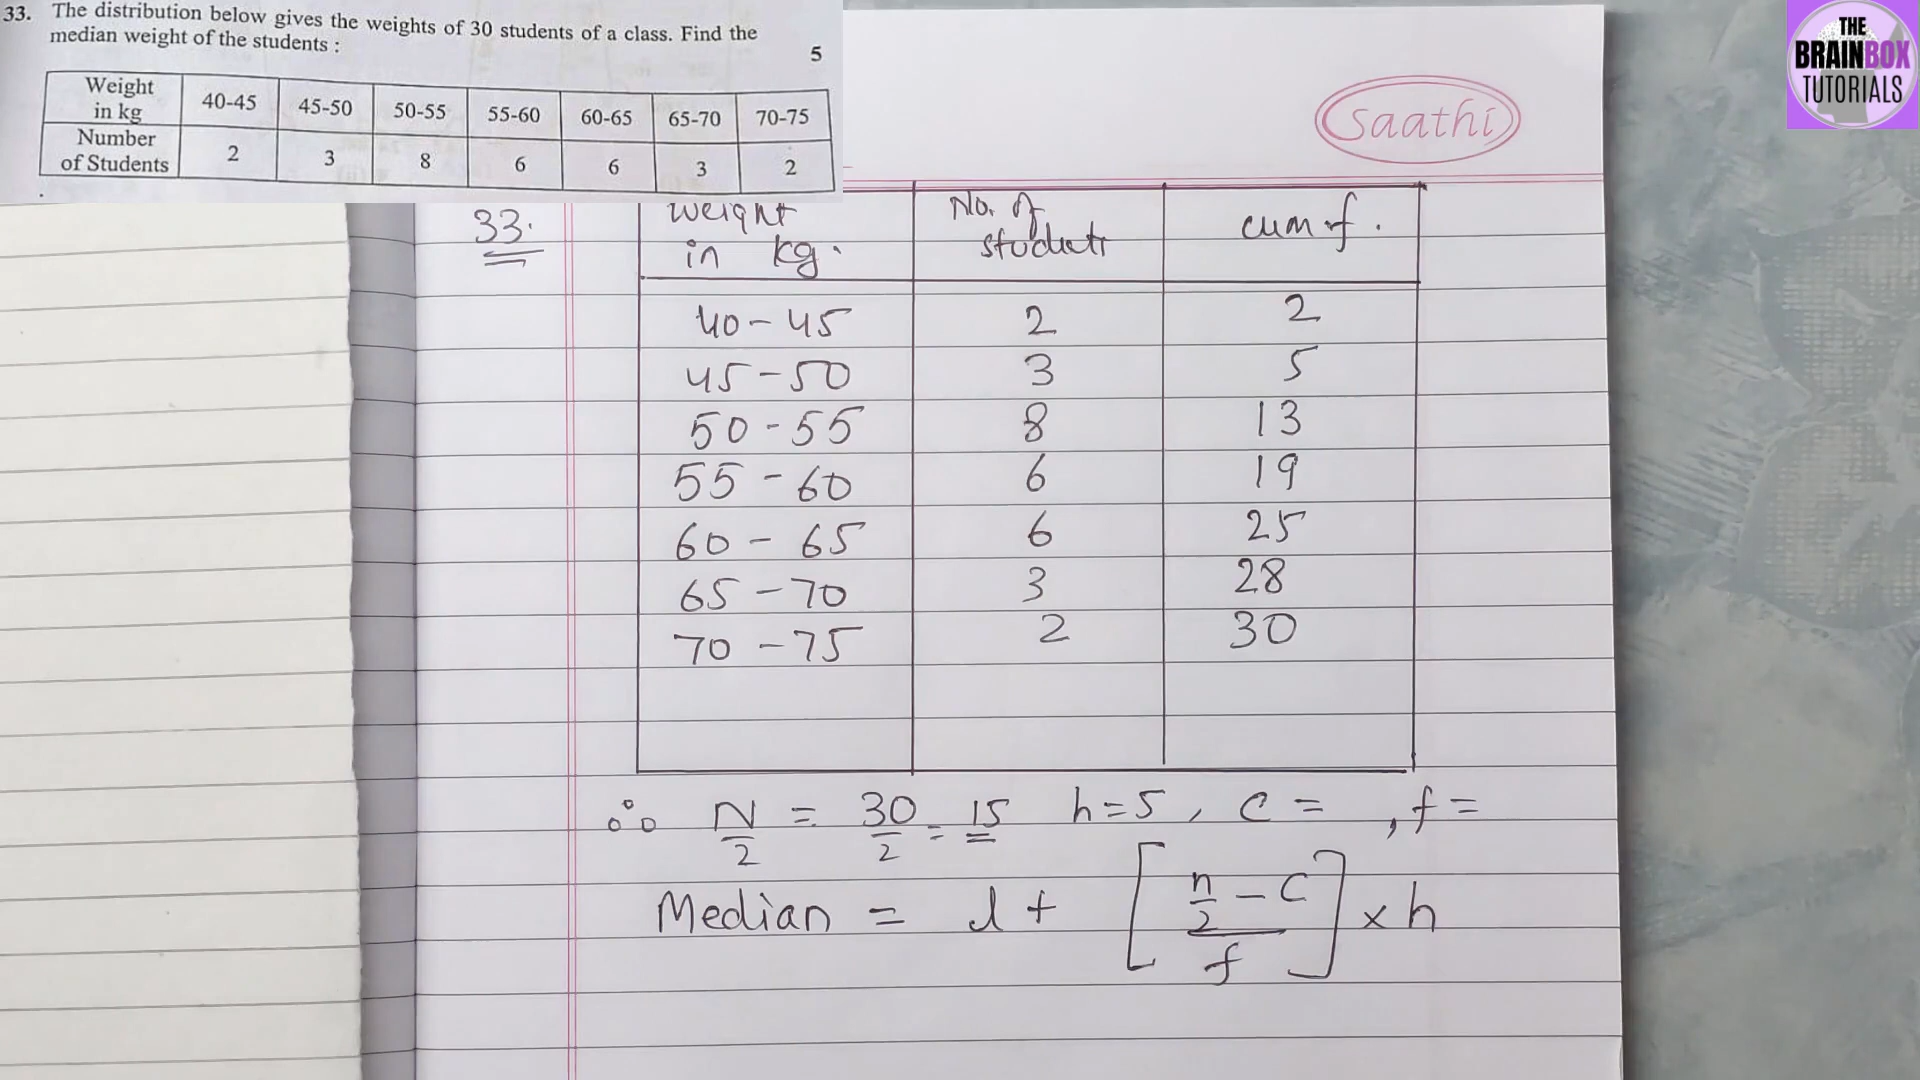 33. The distribution below gives the weights of 30 students of a class. Find the
median weight of the students :
5
Weight in kg 40-45 45-50 50-55 55-60 60-65 65-70 70-75
Number of Students 2 3 8 6 6 3 2
THE
BRAINBOX
TUTORIALS
Saathi
33.
weight in kg. No. of students cum f.
40-45 2 2
45-50 3 5
50-55 8 13
55-60 6 19
60-65 6 25
65-70 3 28
70-75 2 30
∴ N/2 = 30/2 = 15 h=5, C= , f=
Median = l + [(n/2 - C)/f] × h